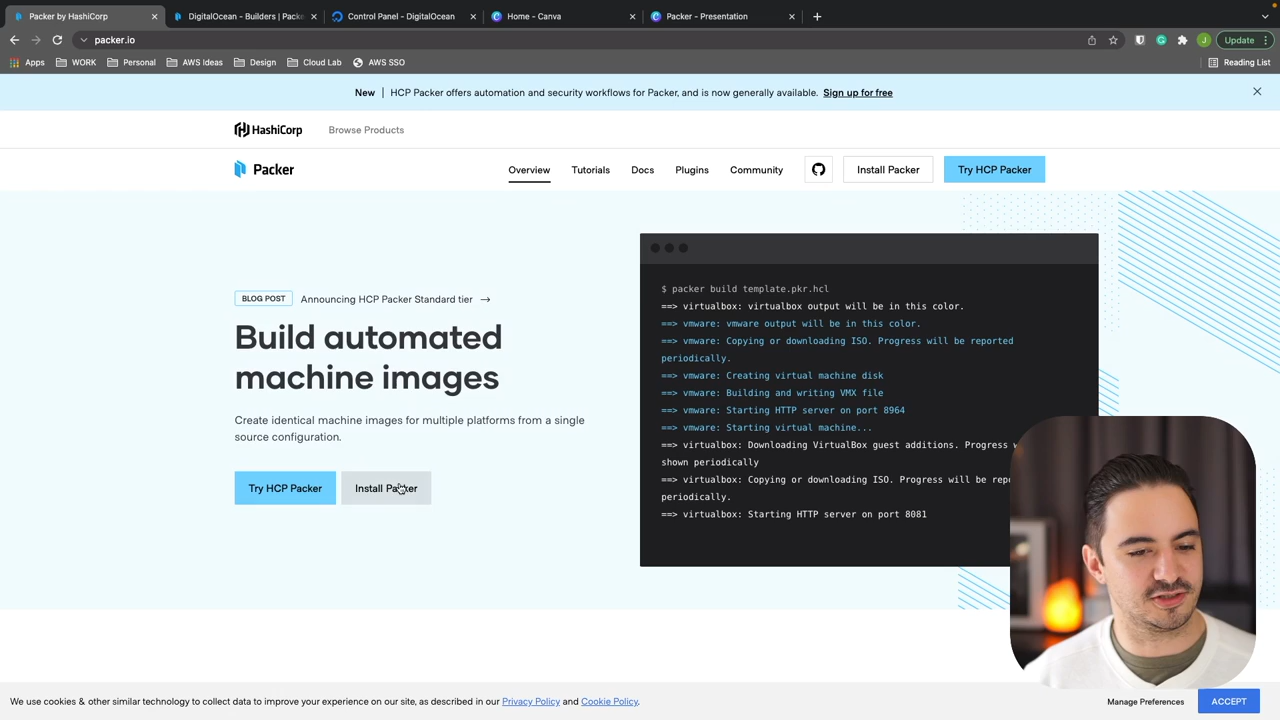 Packer by HashiCorp
DigitalOcean - Builders | Packe
Control Panel - DigitalOcean
Home - Canva
Packer - Presentation
packer.io
J
Update
Apps
WORK
Personal
AWS Ideas
Design
Cloud Lab
AWS SSO
Reading List
New | HCP Packer offers automation and security workflows for Packer, and is now generally available. Sign up for free
HashiCorp
Browse Products
Packer
Overview
Tutorials
Docs
Plugins
Community
Install Packer
Try HCP Packer
BLOG POST
Announcing HCP Packer Standard tier →
Build automated
machine images
Create identical machine images for multiple platforms from a single
source configuration.
Try HCP Packer
Install Packer
$ packer build template.pkr.hcl
==> virtualbox: virtualbox output will be in this color.
==> vmware: vmware output will be in this color.
==> vmware: Copying or downloading ISO. Progress will be reported
periodically.
==> vmware: Creating virtual machine disk
==> vmware: Building and writing VMX file
==> vmware: Starting HTTP server on port 8964
==> vmware: Starting virtual machine...
==> virtualbox: Downloading VirtualBox guest additions. Progress
shown periodically
==> virtualbox: Copying or downloading ISO. Progress will be
periodically.
==> virtualbox: Starting HTTP server on port 8081
We use cookies & other similar technology to collect data to improve your experience on our site, as described in our Privacy Policy and Cookie Policy.
Manage Preferences
ACCEPT